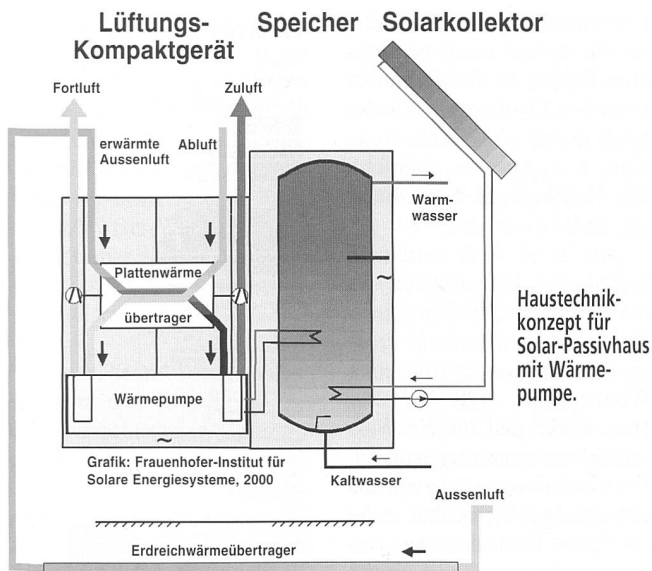 Lüftungs-
Kompaktgerät
Speicher
Solarkollektor
Fortluft
Zuluft
erwärmte
Aussenluft
Abluft
Warm-
wasser
Plattenwärme
übertrager
~
Haustechnik-
konzept für
Solar-Passivhaus
mit Wärme-
pumpe.
Wärmepumpe
~
Grafik: Frauenhofer-Institut für
Solare Energiesysteme, 2000
Kaltwasser
Aussenluft
Erdreichwärmeübertrager